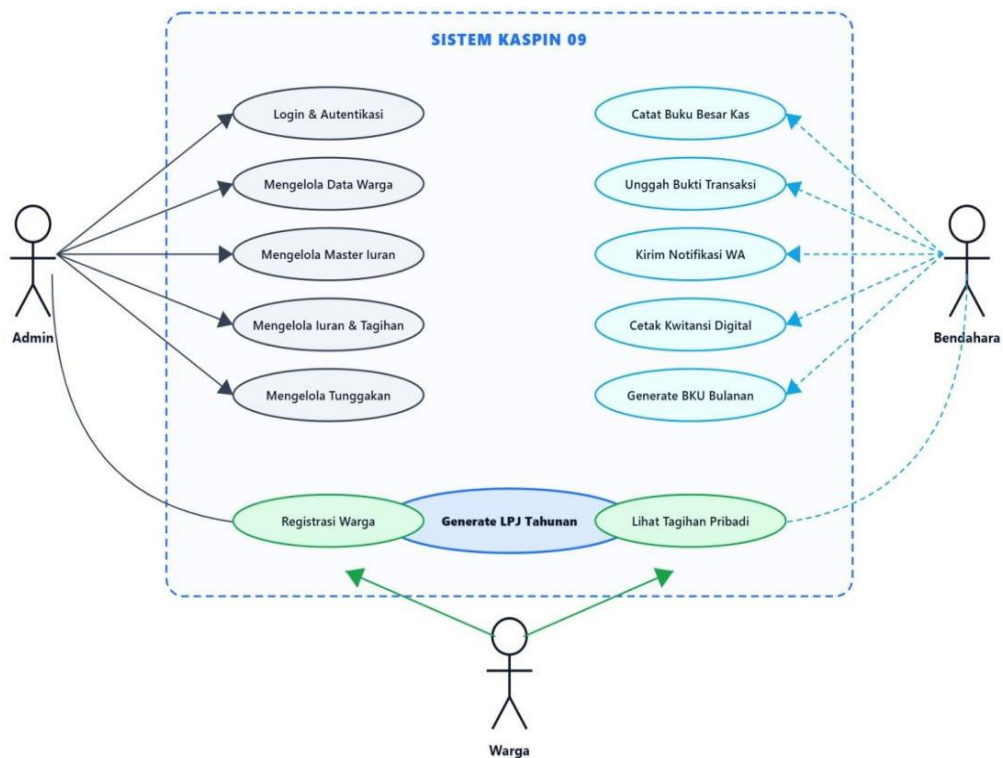 SISTEM KASPIN 09
Login & Autentikasi
Mengelola Data Warga
Mengelola Master Iuran
Mengelola Iuran & Tagihan
Mengelola Tunggakan
Catat Buku Besar Kas
Unggah Bukti Transaksi
Kirim Notifikasi WA
Cetak Kwitansi Digital
Generate BKU Bulanan
Admin
Bendahara
Registrasi Warga
Generate LPJ Tahunan
Lihat Tagihan Pribadi
Warga